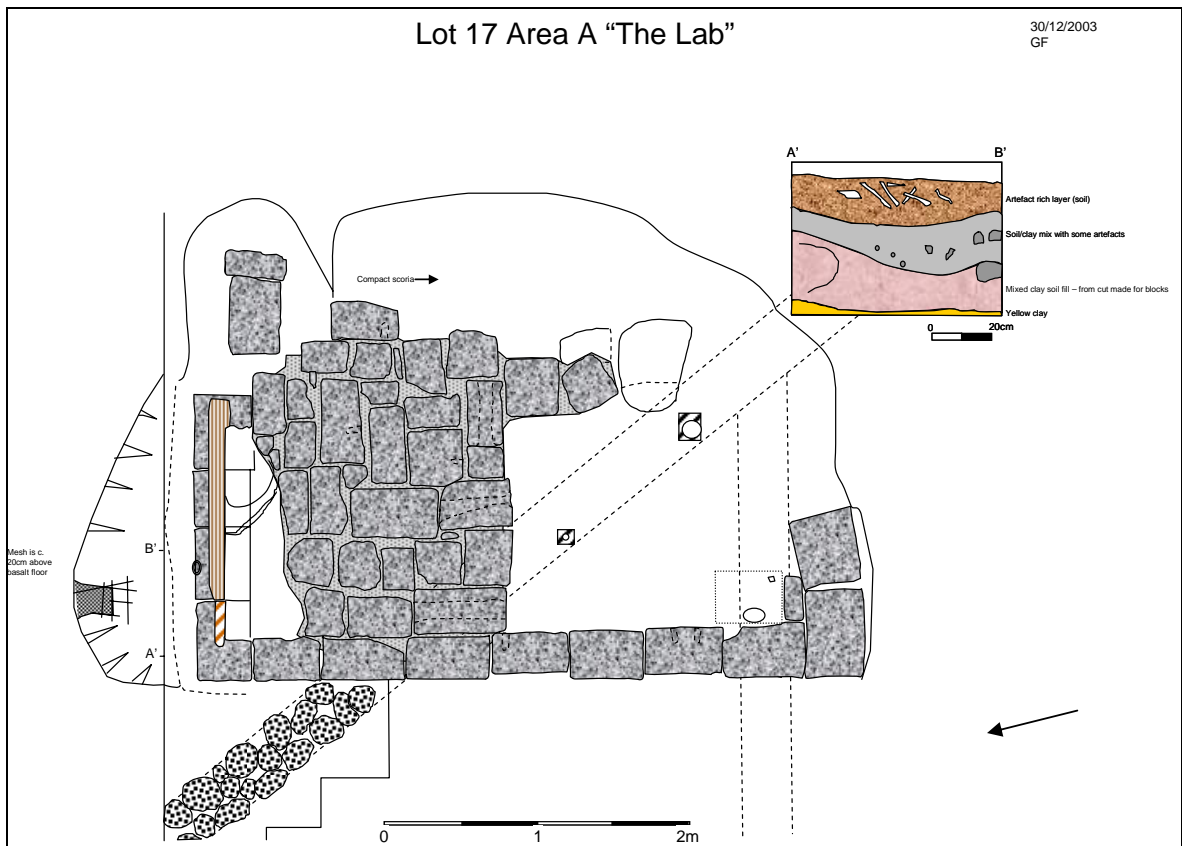 Lot 17 Area A “The Lab”
30/12/2003
GF
A’ B’
Artefact rich layer (soil)
Soil/clay mix with some artefacts
Mixed clay soil fill – from cut made for blocks
Yellow clay
0 20cm
Compact scoria
Mesh is c.
20cm above
basalt floor
B’
A’
0 1 2m